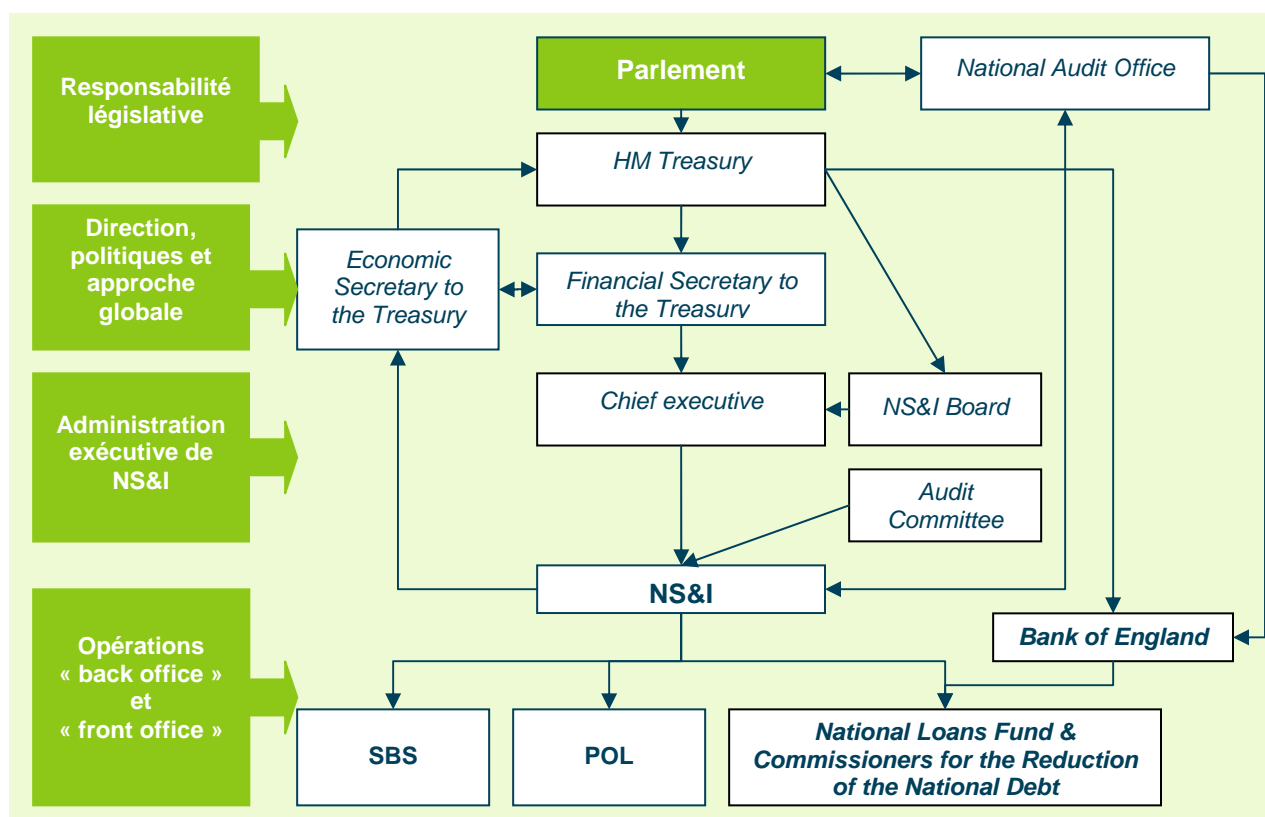 Responsabilité
législative
Parlement
National Audit Office
HM Treasury
Direction,
politiques et
approche
globale
Economic
Secretary to
the Treasury
Financial Secretary to
the Treasury
Administration
exécutive de
NS&I
Chief executive
NS&I Board
Audit
Committee
NS&I
Bank of England
Opérations
« back office »
et
« front office »
SBS
POL
National Loans Fund &
Commissioners for the Reduction
of the National Debt